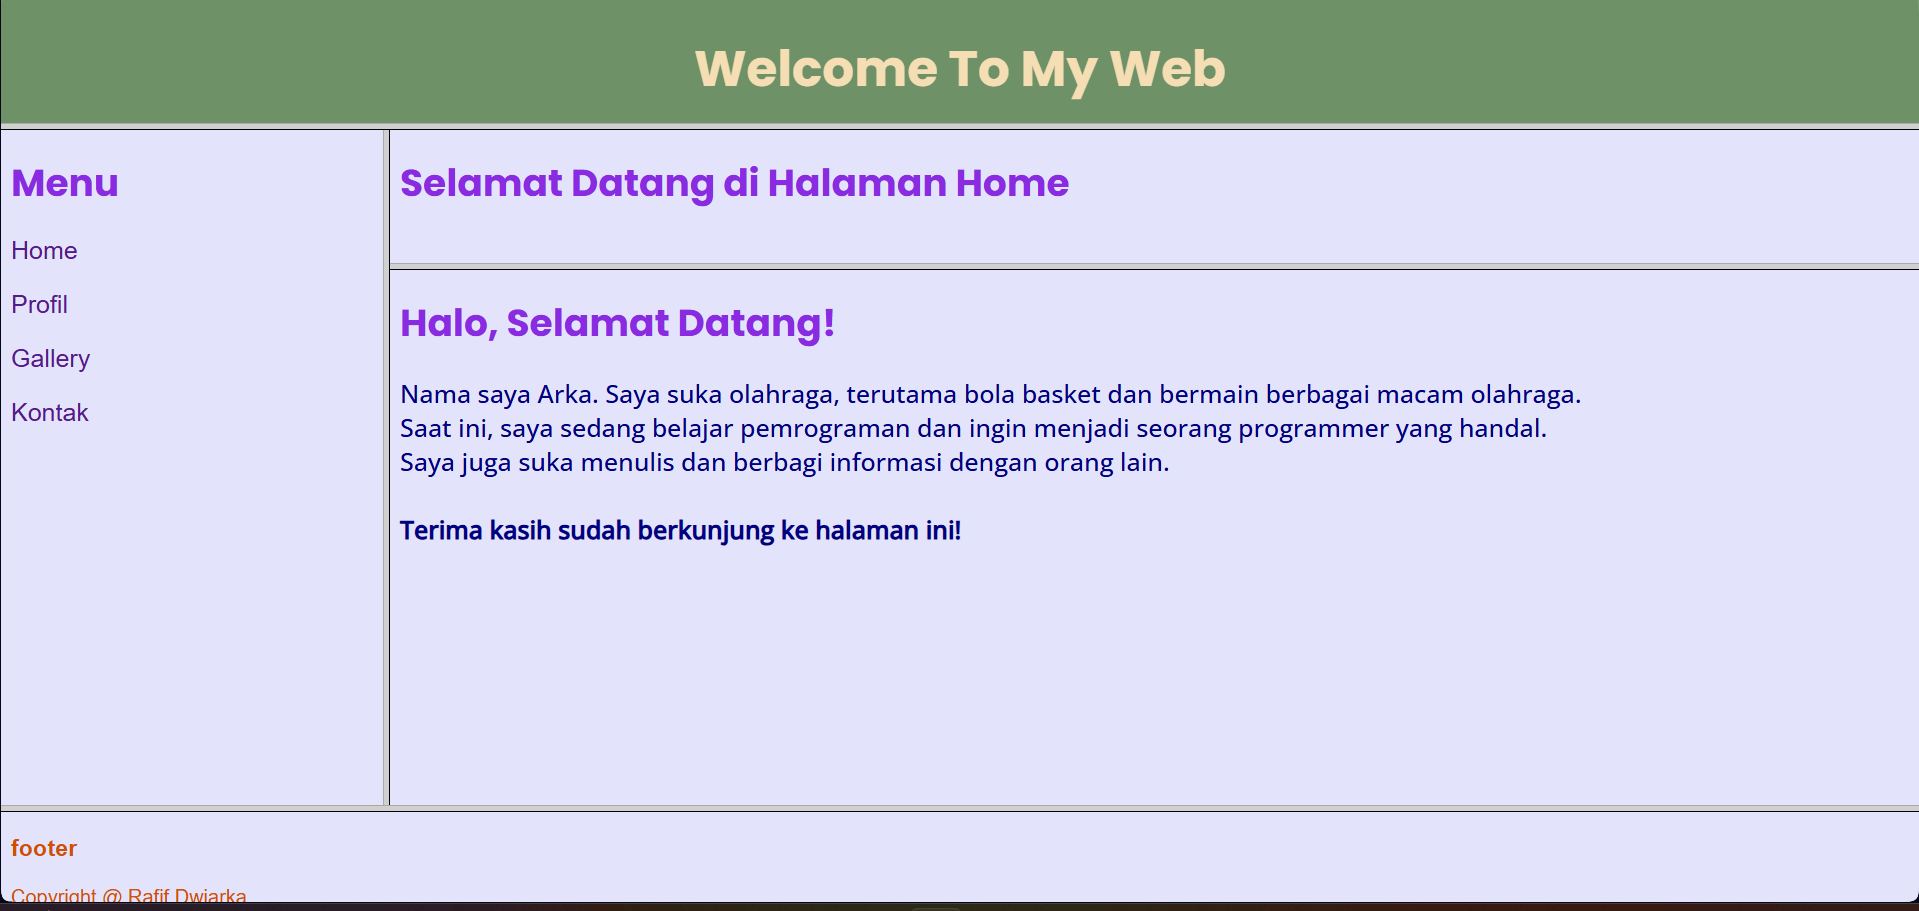 Welcome To My Web
Menu
Home
Profil
Gallery
Kontak
Selamat Datang di Halaman Home
Halo, Selamat Datang!
Nama saya Arka. Saya suka olahraga, terutama bola basket dan bermain berbagai macam olahraga.
Saat ini, saya sedang belajar pemrograman dan ingin menjadi seorang programmer yang handal.
Saya juga suka menulis dan berbagi informasi dengan orang lain.
Terima kasih sudah berkunjung ke halaman ini!
footer
Copyright @ Rafif Dwiarka